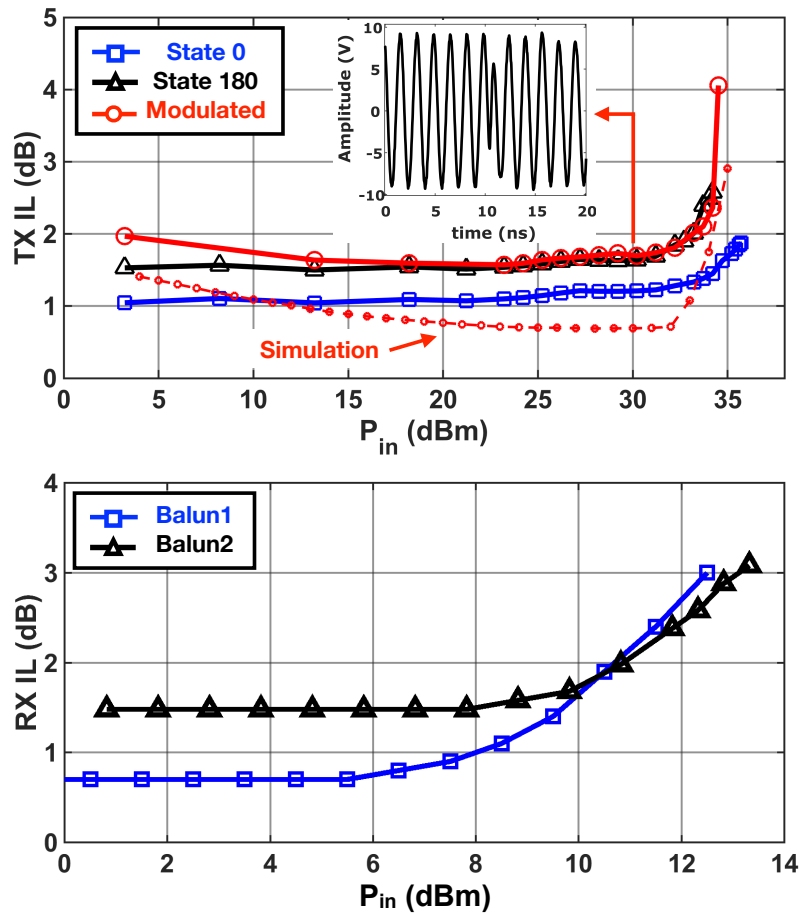 TX IL (dB)
5
4
3
2
1
0
State 0
State 180
Modulated
Amplitude (V)
10
5
0
-5
-10
0 5 10 15 20
time (ns)
Simulation
0 5 10 15 20 25 30 35
P_in (dBm)
RX IL (dB)
4
3
2
1
0
Balun1
Balun2
0 2 4 6 8 10 12 14
P_in (dBm)